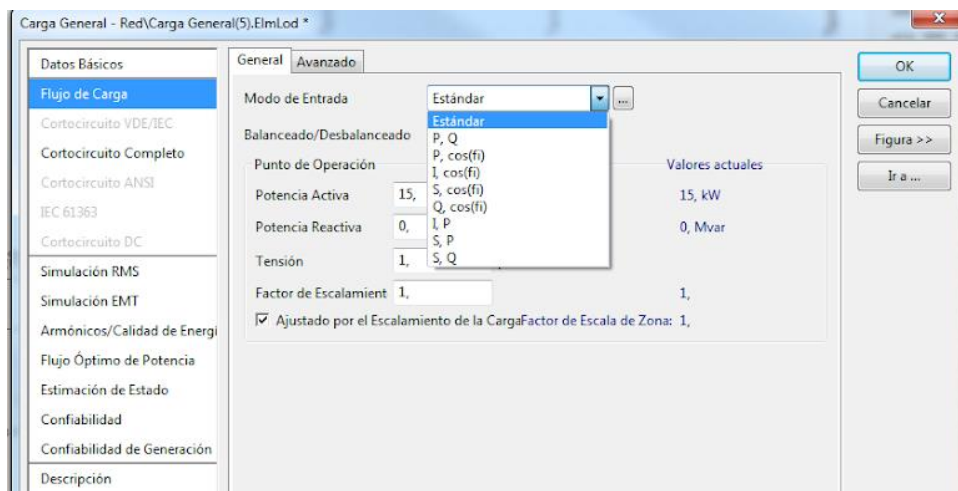 Carga General - Red\Carga General(5).ElmLod *
Datos Básicos
Flujo de Carga
Cortocircuito VDE/IEC
Cortocircuito Completo
Cortocircuito ANSI
IEC 61363
Cortocircuito DC
Simulación RMS
Simulación EMT
Armónicos/Calidad de Energí
Flujo Óptimo de Potencia
Estimación de Estado
Confiabilidad
Confiabilidad de Generación
Descripción
General Avanzado
Modo de Entrada Estándar ...
Estándar
P, Q
P, cos(fi)
I, cos(fi)
S, cos(fi)
Q, cos(fi)
I, P
S, P
S, Q
Balanceado/Desbalanceado
Punto de Operación Valores actuales
Potencia Activa 15, 15, kW
Potencia Reactiva 0, 0, Mvar
Tensión 1,
Factor de Escalamient 1, 1,
Ajustado por el Escalamiento de la CargaFactor de Escala de Zona: 1,
OK
Cancelar
Figura >>
Ir a ...